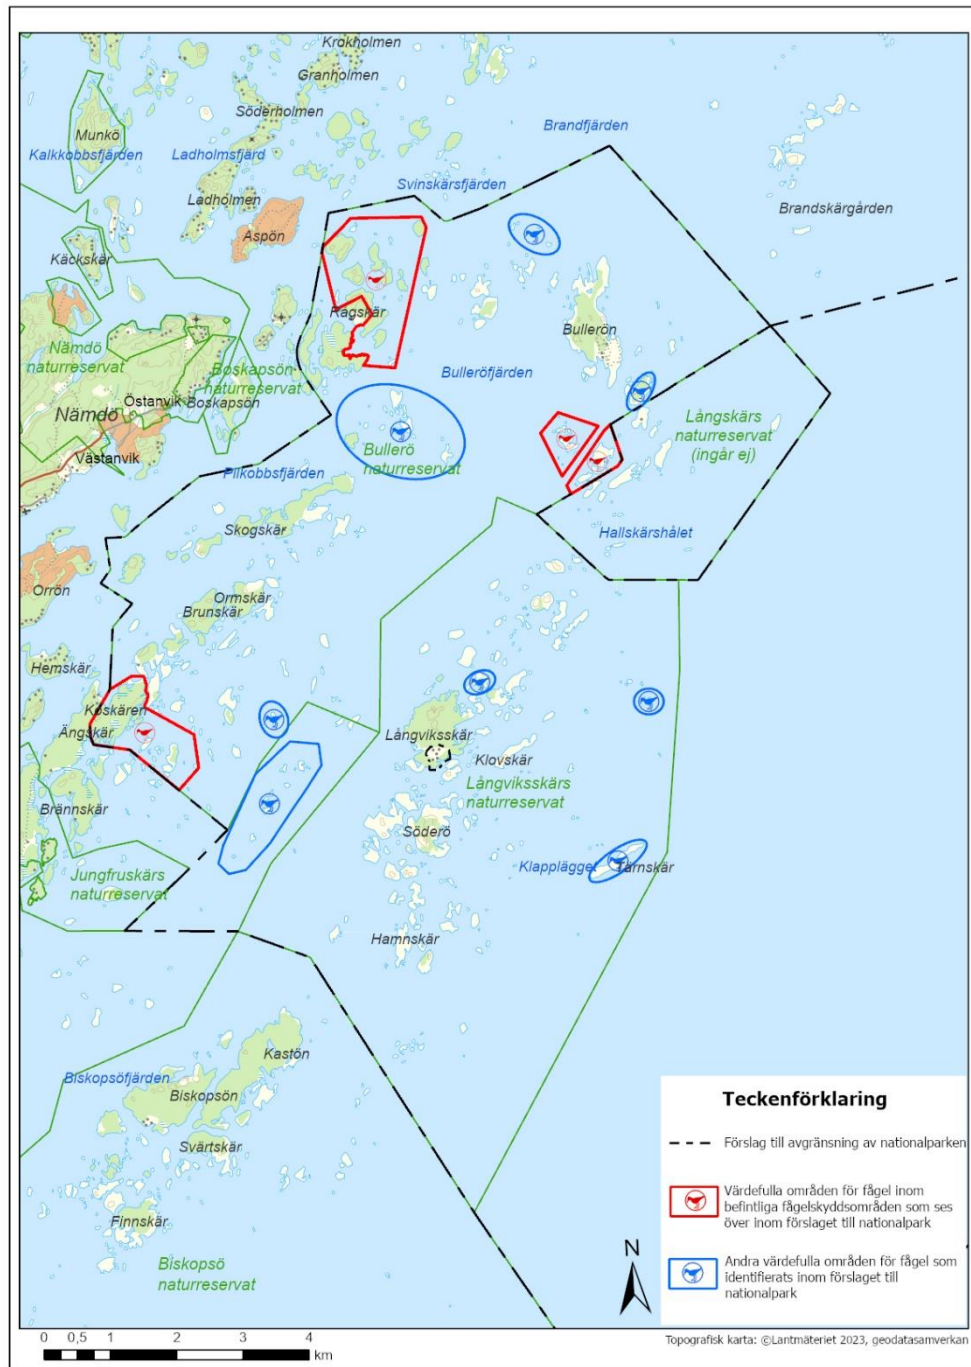 Krokholmen
Granholmen
Söderholmen
Munkö
Kalkkobbsfjärden
Ladholmsfjärd
Brandfjärden
Svinskärsfjärden
Ladholmen
Brandskärgården
Aspön
Käckskär
Ragskär
Bullerön
Nämdö
naturreservat
Boskapsön
naturreservat
Bulleröfjärden
Östanvik
Boskapsön
Nämdö
Långskärs
naturreservat
(ingår ej)
Västanvik
Bullerö
naturreservat
Pilkobbsfjärden
Skogskär
Hallskärshålet
Orrön
Ormskär
Brunskär
Hemskär
Koskären
Ängskär
Långviksskär
Klovskär
Långviksskärs
naturreservat
Brännskär
Söderö
Jungfruskärs
naturreservat
Klapplägget
Tärnskär
Hamnskär
Kastön
Biskopsöfjärden
Biskopsön
Svärtskär
Finnskär
Biskopsö
naturreservat
Teckenförklaring
Förslag till avgränsning av nationalparken
Värdefulla områden för fågel inom
befintliga fågelskyddsområden som ses
över inom förslaget till nationalpark
Andra värdefulla områden för fågel som
identifierats inom förslaget till
nationalpark
N
0 0,5 1 2 3 4
km
Topografisk karta: ©Lantmäteriet 2023, geodatasamverkan